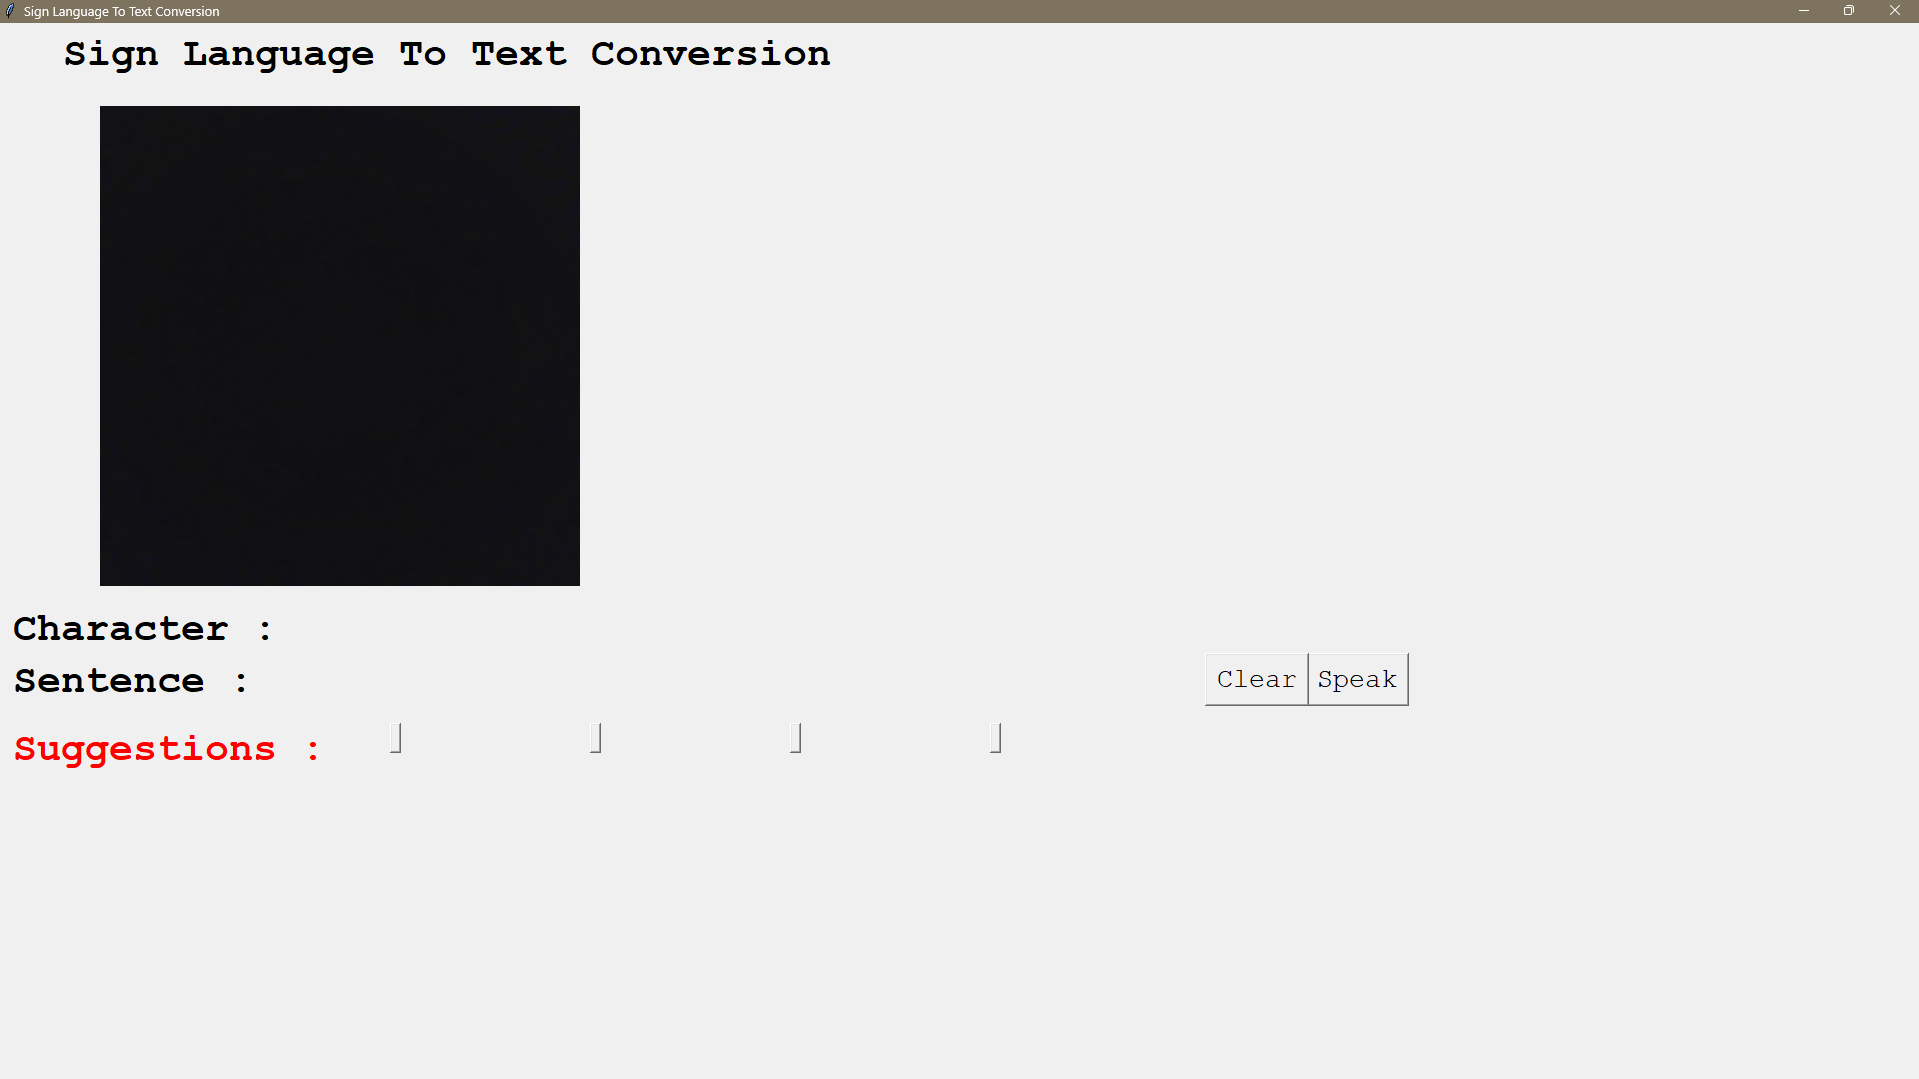 Sign Language To Text Conversion
Sign Language To Text Conversion
Character :
Sentence :
Clear Speak
Suggestions :